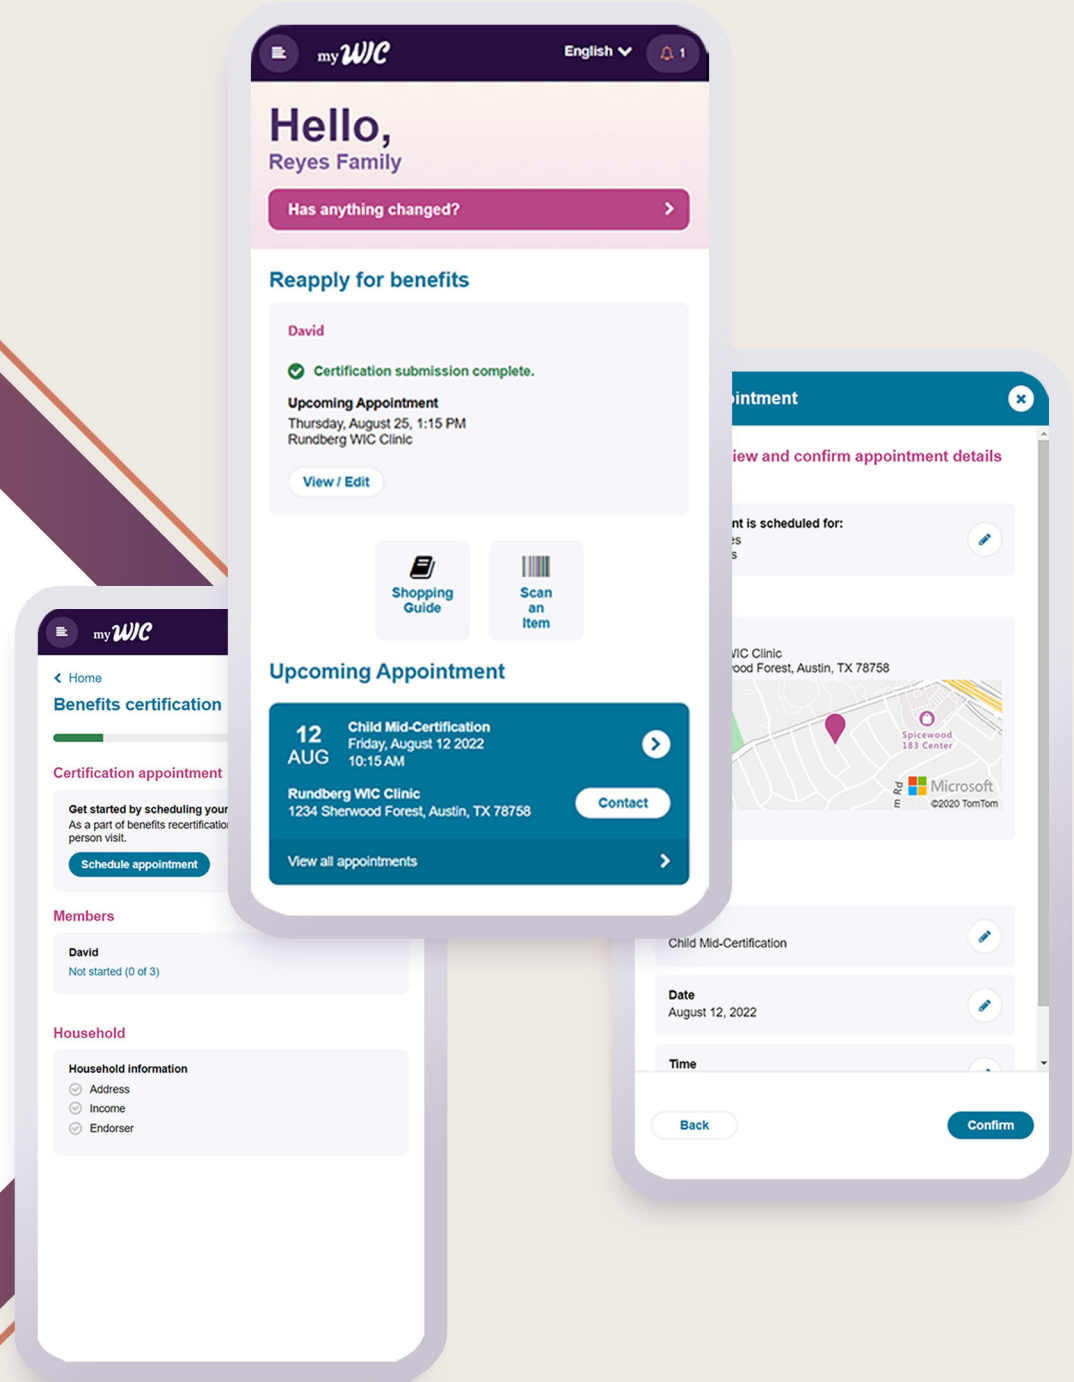 my WIC
English
1
Hello,
Reyes Family
Has anything changed?
Reapply for benefits
David
Certification submission complete.
Upcoming Appointment
Thursday, August 25, 1:15 PM
Rundberg WIC Clinic
View / Edit
Shopping
Guide
Scan
an
Item
Upcoming Appointment
12
AUG
Child Mid-Certification
Friday, August 12 2022
10:15 AM
Rundberg WIC Clinic
1234 Sherwood Forest, Austin, TX 78758
Contact
View all appointments
my WIC
Home
Benefits certification
Certification appointment
Get started by scheduling your
As a part of benefits recertification
person visit.
Schedule appointment
Members
David
Not started (0 of 3)
Household
Household information
Address
Income
Endorser
intment
iew and confirm appointment details
nt is scheduled for:
es
s
WIC Clinic
ood Forest, Austin, TX 78758
Spicewood
183 Center
m Rd
Microsoft
©2020 TomTom
Child Mid-Certification
Date
August 12, 2022
Time
Back
Confirm